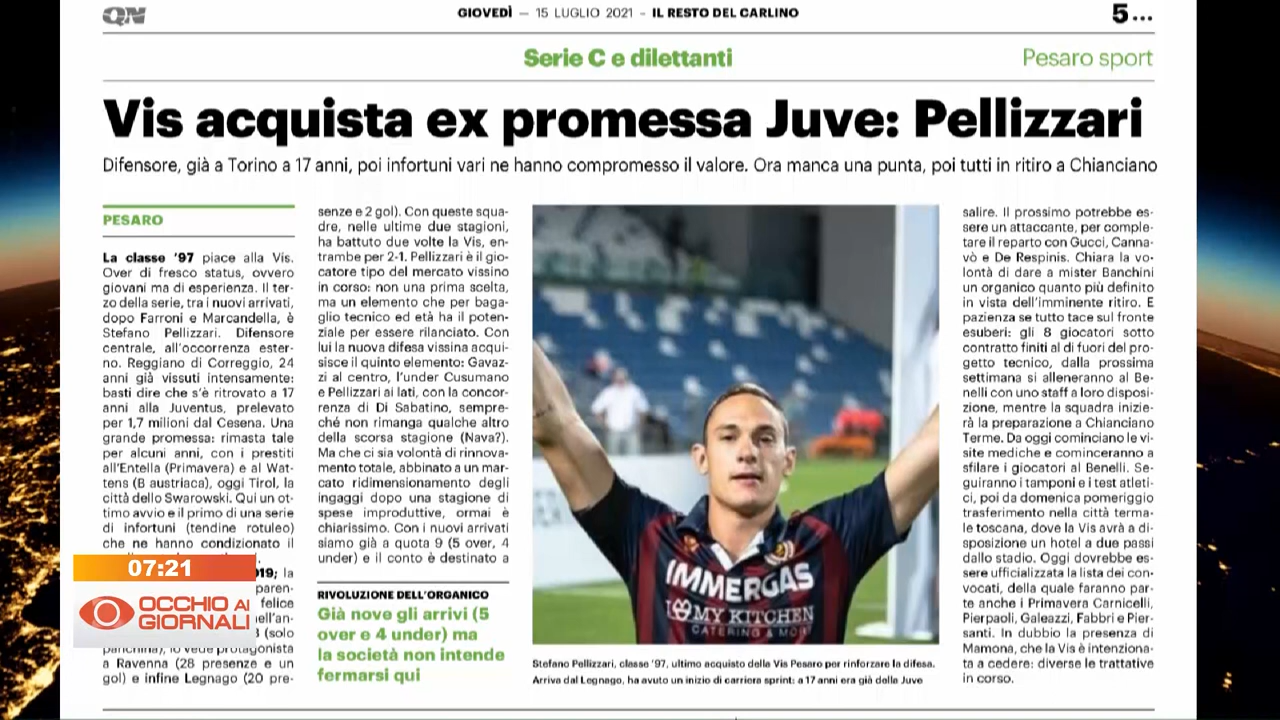 QN
GIOVEDÌ — 15 LUGLIO 2021 – IL RESTO DEL CARLINO
5...
Serie C e dilettanti
Pesaro sport
Vis acquista ex promessa Juve: Pellizzari
Difensore, già a Torino a 17 anni, poi infortuni vari ne hanno compromesso il valore. Ora manca una punta, poi tutti in ritiro a Chianciano
PESARO
La classe '97 piace alla Vis.
Over di fresco status, ovvero
giovani ma di esperienza. Il ter-
zo della serie, tra i nuovi arrivati,
dopo Farroni e Marcandella, è
Stefano Pellizzari. Difensore
centrale, all'occorrenza ester-
no. Reggiano di Correggio, 24
anni già vissuti intensamente:
basti dire che s'è ritrovato a 17
anni alla Juventus, prelevato
per 1,7 milioni dal Cesena. Una
grande promessa: rimasta tale
per alcuni anni, con i prestiti
all'Entella (Primavera) e al Wat-
tens (B austriaca), oggi Tirol, la
città dello Swarowski. Qui un ot-
timo avvio e il primo di una serie
di infortuni (tendine rotuleo)
che ne hanno condizionato il
019; la
paren-
felice
nell'an-
(solo
panchina), lo vede protagonista
a Ravenna (28 presenze e un
gol) e infine Legnago (20 pre-
senze e 2 gol). Con queste squa-
dre, nelle ultime due stagioni,
ha battuto due volte la Vis, en-
trambe per 2-1. Pellizzari è il gio-
catore tipo del mercato vissino
in corso: non una prima scelta,
ma un elemento che per baga-
glio tecnico ed età ha il poten-
ziale per essere rilanciato. Con
lui la nuova difesa vissina acqui-
sisce il quinto elemento: Gavaz-
zi al centro, l'under Cusumano
e Pellizzari ai lati, con la concor-
renza di Di Sabatino, sempre-
ché non rimanga qualche altro
della scorsa stagione (Nava?).
Ma che ci sia volontà di rinnova-
mento totale, abbinato a un mar-
cato ridimensionamento degli
ingaggi dopo una stagione di
spese improduttive, ormai è
chiarissimo. Con i nuovi arrivati
siamo già a quota 9 (5 over, 4
under) e il conto è destinato a
RIVOLUZIONE DELL'ORGANICO
Già nove gli arrivi (5
over e 4 under) ma
la società non intende
fermarsi qui
IMMERGAS
I MY KITCHEN
CATERING & MORE
Stefano Pellizzari, classe '97, ultimo acquisto della Vis Pesaro per rinforzare la difesa.
Arriva dal Legnago, ha avuto un inizio di carriera sprint: a 17 anni era già della Juve
salire. Il prossimo potrebbe es-
sere un attaccante, per comple-
tare il reparto con Gucci, Canna-
vò e De Respinis. Chiara la vo-
lontà di dare a mister Banchini
un organico quanto più definito
in vista dell'imminente ritiro. E
pazienza se tutto tace sul fronte
esuberi: gli 8 giocatori sotto
contratto finiti al di fuori del pro-
getto tecnico, dalla prossima
settimana si alleneranno al Be-
nelli con uno staff a loro disposi-
zione, mentre la squadra inizie-
rà la preparazione a Chianciano
Terme. Da oggi cominciano le vi-
site mediche e cominceranno a
sfilare i giocatori al Benelli. Se-
guiranno i tamponi e i test atleti-
ci, poi da domenica pomeriggio
trasferimento nella città terma-
le toscana, dove la Vis avrà a di-
sposizione un hotel a due passi
dallo stadio. Oggi dovrebbe es-
sere ufficializzata la lista dei con-
vocati, della quale faranno par-
te anche i Primavera Carnicelli,
Pierpaoli, Galeazzi, Fabbri e Pier-
santi. In dubbio la presenza di
Mamona, che la Vis è intenziona-
ta a cedere: diverse le trattative
in corso.
07:21
OCCHIO AI
GIORNALI